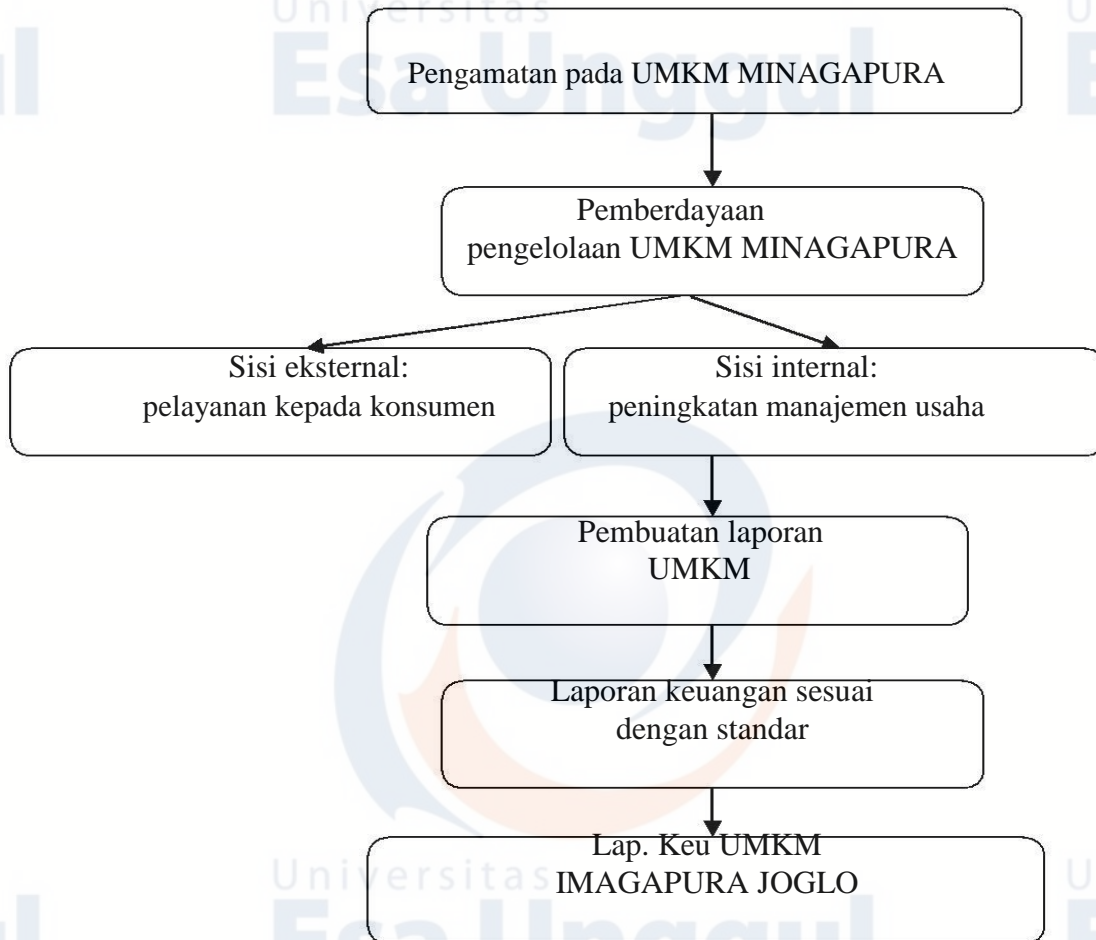 Universitas
Esa Unggul
Pengamatan pada UMKM MINAGAPURA
Pemberdayaan
pengelolaan UMKM MINAGAPURA
Sisi eksternal:
pelayanan kepada konsumen
Sisi internal:
peningkatan manajemen usaha
Pembuatan laporan
UMKM
Laporan keuangan sesuai
dengan standar
Lap. Keu UMKM
IMAGAPURA JOGLO
Universitas
Esa Unggul